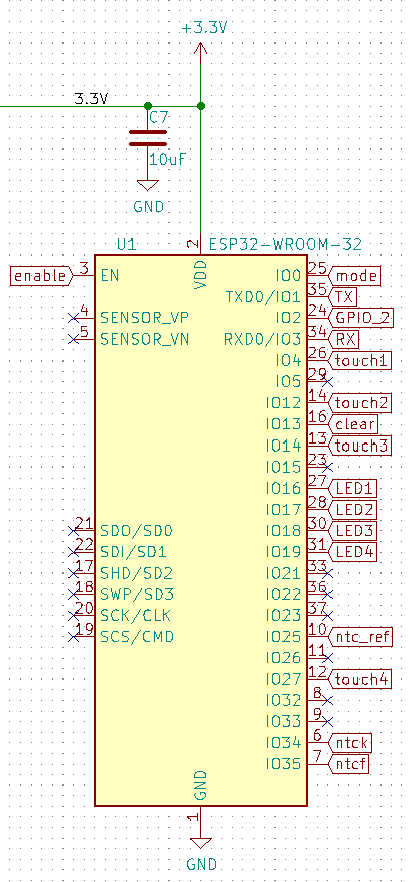 +3.3V
3.3V
C7
10uF
GND
U1 2 ESP32-WROOM-32
VDD
enable 3 EN IO0 25 mode
TXD0/IO1 35 TX
4 SENSOR_VP IO2 24 GPIO_2
5 SENSOR_VN RXD0/IO3 34 RX
IO4 26 touch1
IO5 29
IO12 14 touch2
IO13 16 clear
IO14 13 touch3
IO15 23
IO16 27 LED1
IO17 28 LED2
21 SDO/SD0 IO18 30 LED3
22 SDI/SD1 IO19 31 LED4
17 SHD/SD2 IO21 33
18 SWP/SD3 IO22 36
20 SCK/CLK IO23 37
19 SCS/CMD IO25 10 ntc_ref
IO26 11
IO27 12 touch4
IO32 8
IO33 9
IO34 6 ntck
IO35 7 ntcf
GND
1
GND